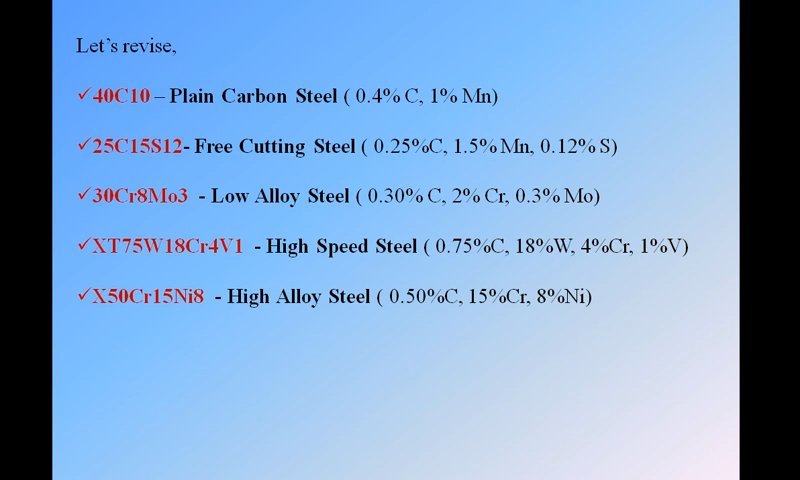 Let's revise,
✓40C10 – Plain Carbon Steel ( 0.4% C, 1% Mn)
✓25C15S12- Free Cutting Steel ( 0.25%C, 1.5% Mn, 0.12% S)
✓30Cr8Mo3 - Low Alloy Steel ( 0.30% C, 2% Cr, 0.3% Mo)
✓XT75W18Cr4V1 - High Speed Steel ( 0.75%C, 18%W, 4%Cr, 1%V)
✓X50Cr15Ni8 - High Alloy Steel ( 0.50%C, 15%Cr, 8%Ni)